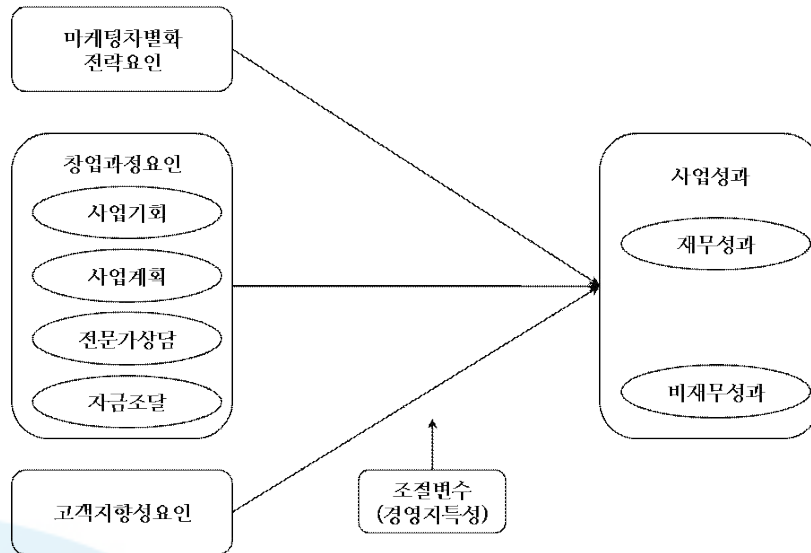 마케팅차별화
전략요인
창업과정요인
사업기회
사업계획
전문가상담
자금조달
고객지향성요인
사업성과
재무성과
비재무성과
조절변수
(경영자특성)